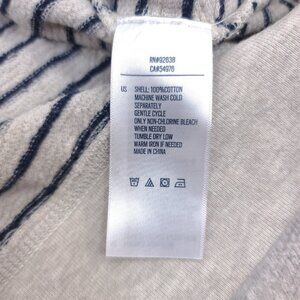 RN#92638
CA#54976
US SHELL: 100%COTTON
MACHINE WASH COLD
SEPARATELY
GENTLE CYCLE
ONLY NON-CHLORINE BLEACH
WHEN NEEDED
TUMBLE DRY LOW
WARM IRON IF NEEDED
MADE IN CHINA